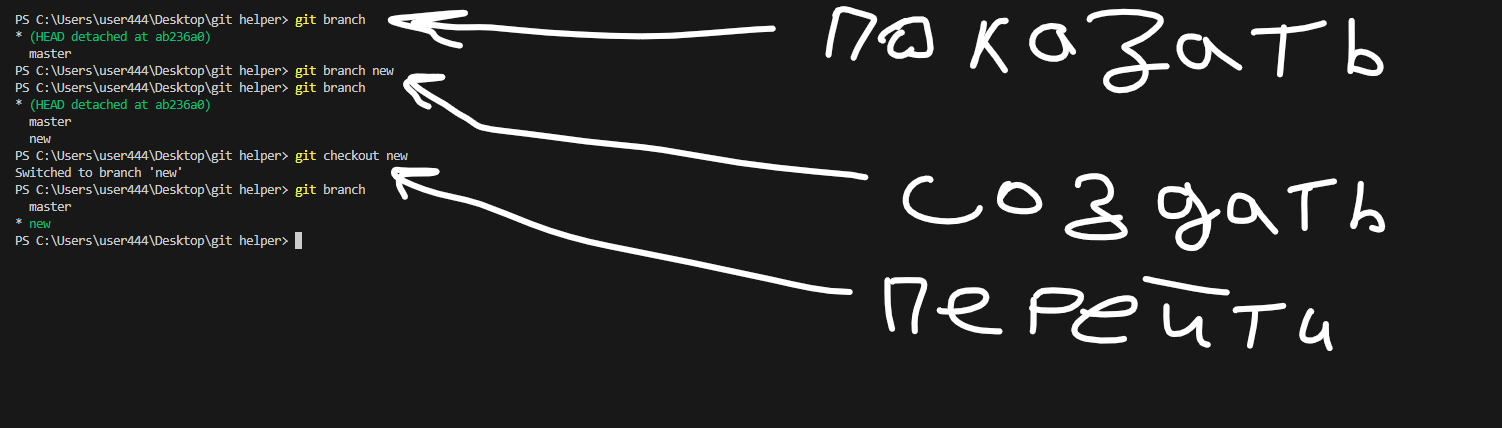 PS C:\Users\user444\Desktop\git helper> git branch
* (HEAD detached at ab236a0)
  master
PS C:\Users\user444\Desktop\git helper> git branch new
PS C:\Users\user444\Desktop\git helper> git branch
* (HEAD detached at ab236a0)
  master
  new
PS C:\Users\user444\Desktop\git helper> git checkout new
Switched to branch 'new'
PS C:\Users\user444\Desktop\git helper> git branch
  master
* new
PS C:\Users\user444\Desktop\git helper>
показать
создать
перейти